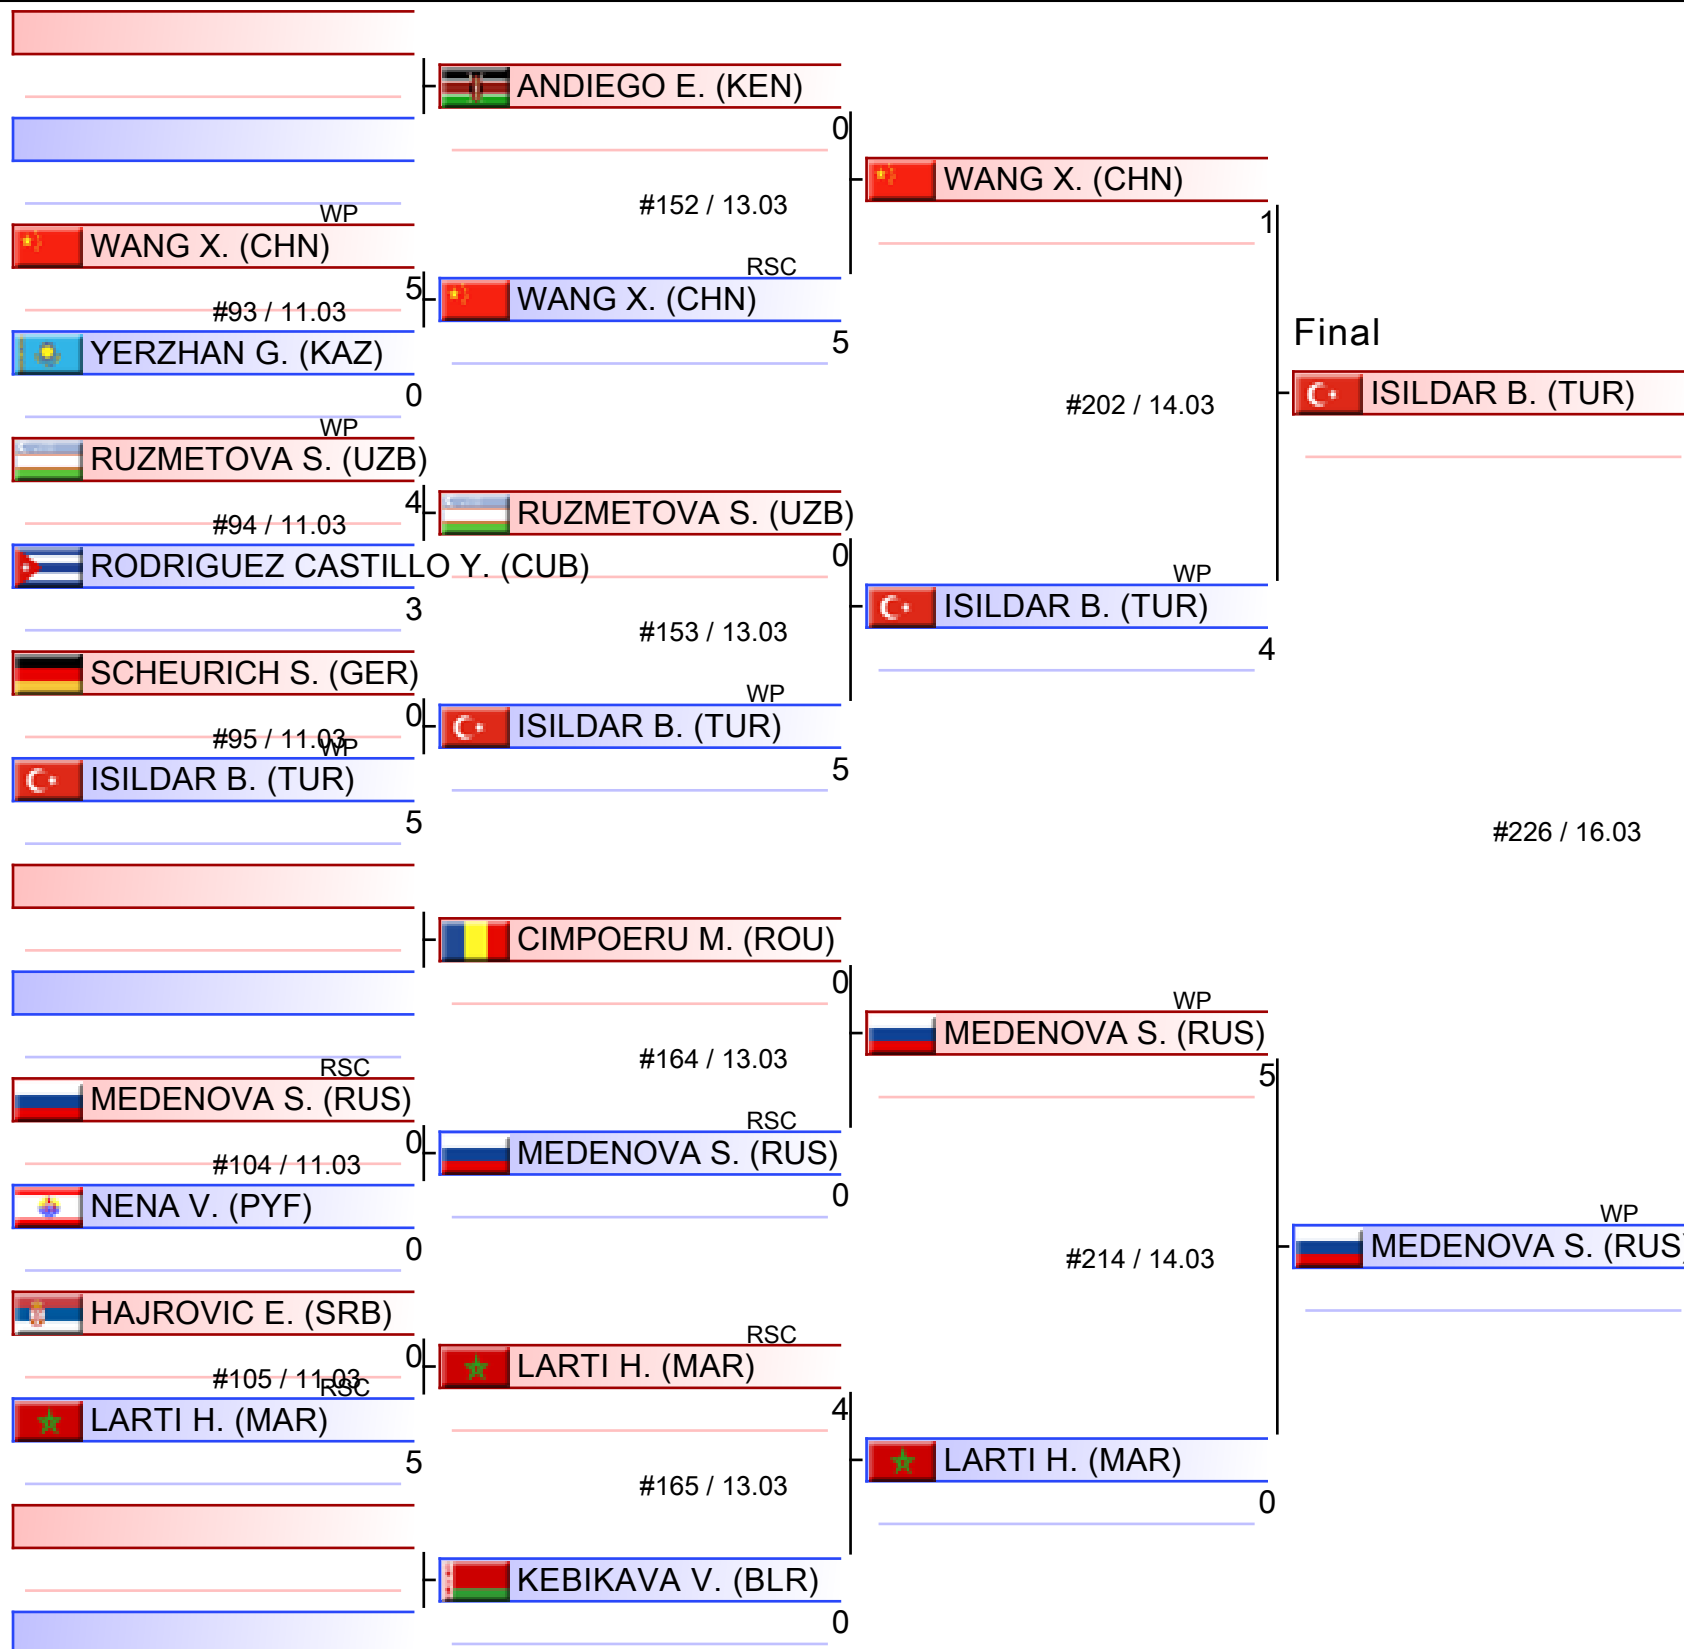 ANDIEGO E. (KEN)
0
#152 / 13.03
WANG X. (CHN)
1
WP
WANG X. (CHN)
5
#93 / 11.03
RSC
WANG X. (CHN)
5
YERZHAN G. (KAZ)
0
Final
ISILDAR B. (TUR)
#202 / 14.03
WP
RUZMETOVA S. (UZB)
4
#94 / 11.03
RUZMETOVA S. (UZB)
0
RODRIGUEZ CASTILLO Y. (CUB)
3
#153 / 13.03
WP
ISILDAR B. (TUR)
4
SCHEURICH S. (GER)
0
#95 / 11.03
WP
ISILDAR B. (TUR)
5
WP
ISILDAR B. (TUR)
5
#226 / 16.03
CIMPOERU M. (ROU)
0
#164 / 13.03
WP
MEDENOVA S. (RUS)
5
RSC
MEDENOVA S. (RUS)
0
#104 / 11.03
RSC
MEDENOVA S. (RUS)
0
NENA V. (PYF)
0
#214 / 14.03
WP
MEDENOVA S. (RUS)
HAJROVIC E. (SRB)
0
#105 / 11.03
RSC
LARTI H. (MAR)
4
RSC
LARTI H. (MAR)
5
#165 / 13.03
LARTI H. (MAR)
0
KEBIKAVA V. (BLR)
0